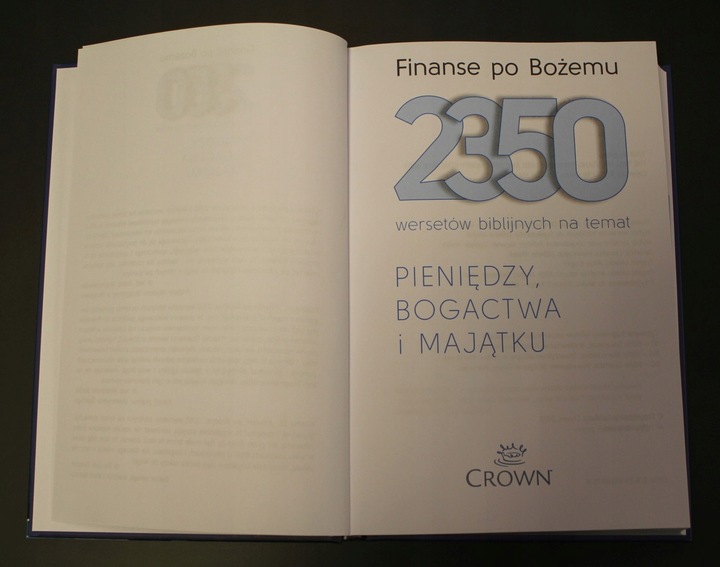 Finanse po Bożemu
2350
wersetów biblijnych na temat
PIENIĘDZY,
BOGACTWA
i MAJĄTKU
CROWN